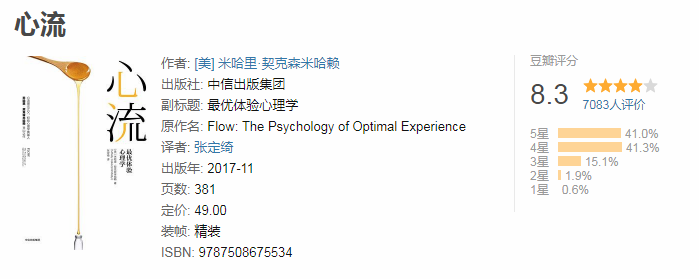 心流
作者: [美] 米哈里·契克森米哈赖
出版社: 中信出版集团
副标题: 最优体验心理学
原作名: Flow: The Psychology of Optimal Experience
译者: 张定绮
出版年: 2017-11
页数: 381
定价: 49.00
装帧: 精装
ISBN: 9787508675534
豆瓣评分
8.3
7083人评价
5星 41.0%
4星 41.3%
3星 15.1%
2星 1.9%
1星 0.6%
心流
最优体验
心理学